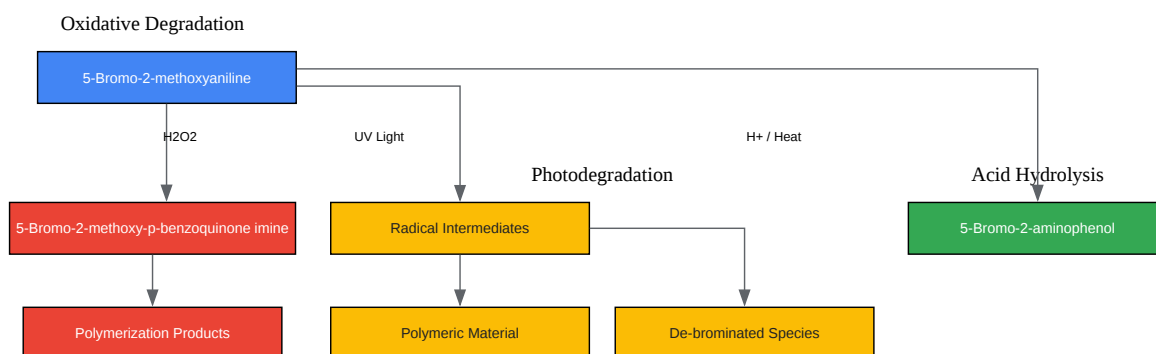 Oxidative Degradation
5-Bromo-2-methoxyaniline
H2O2
UV Light
H+ / Heat
Photodegradation
Acid Hydrolysis
5-Bromo-2-methoxy-p-benzoquinone imine
Radical Intermediates
5-Bromo-2-aminophenol
Polymerization Products
Polymeric Material
De-brominated Species